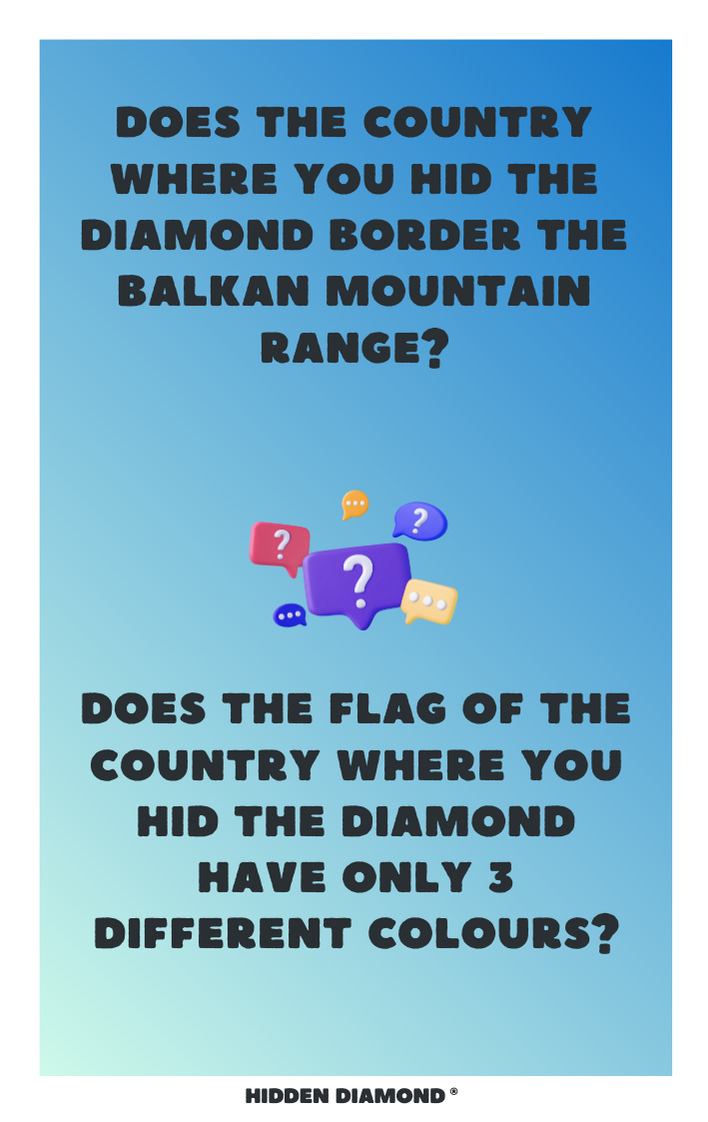 DOES THE COUNTRY
WHERE YOU HID THE
DIAMOND BORDER THE
BALKAN MOUNTAIN
RANGE?
?
?
?
DOES THE FLAG OF THE
COUNTRY WHERE YOU
HID THE DIAMOND
HAVE ONLY 3
DIFFERENT COLOURS?
HIDDEN DIAMOND ®